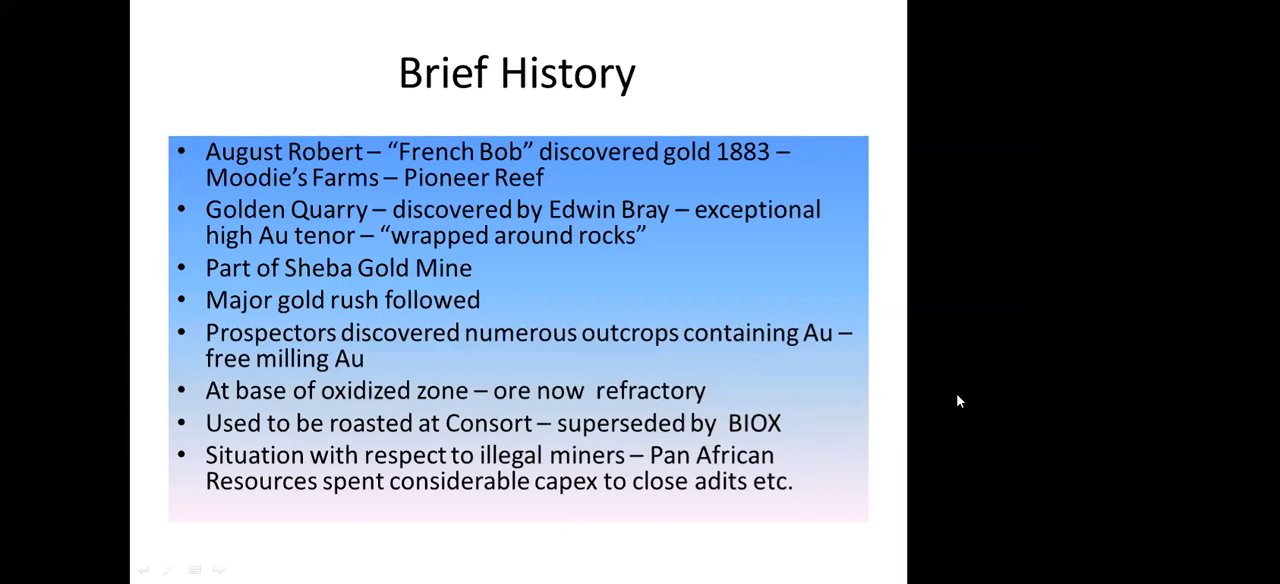 Brief History
• August Robert – “French Bob” discovered gold 1883 –
Moodie’s Farms – Pioneer Reef
• Golden Quarry – discovered by Edwin Bray – exceptional
high Au tenor – “wrapped around rocks”
• Part of Sheba Gold Mine
• Major gold rush followed
• Prospectors discovered numerous outcrops containing Au –
free milling Au
• At base of oxidized zone – ore now refractory
• Used to be roasted at Consort – superseded by BIOX
• Situation with respect to illegal miners – Pan African
Resources spent considerable capex to close adits etc.